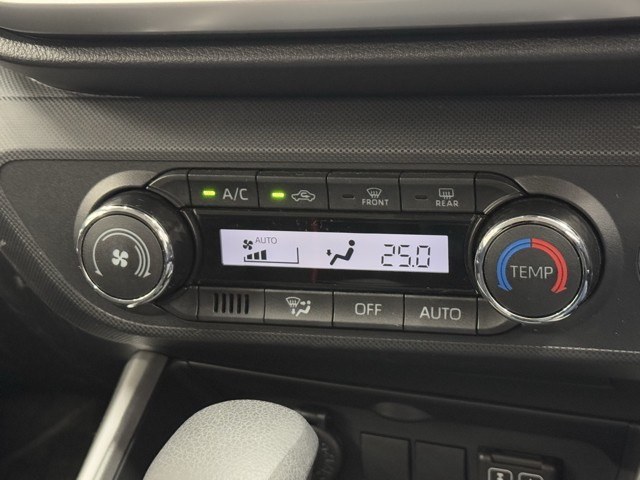 A/C
FRONT
REAR
AUTO
25.0
TEMP
OFF
AUTO